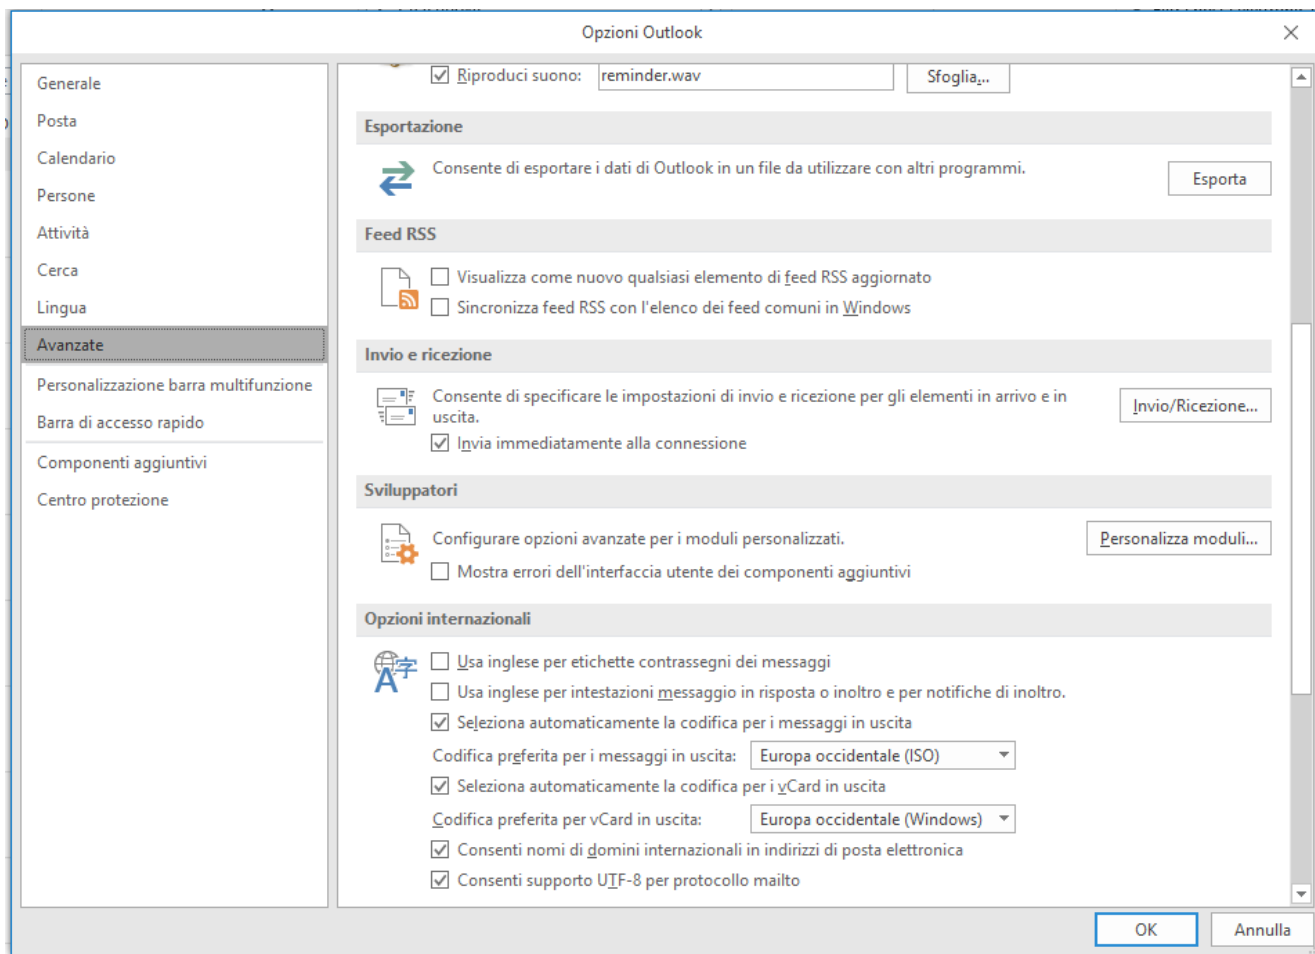 Opzioni Outlook
Generale
Posta
Calendario
Persone
Attività
Cerca
Lingua
Avanzate
Personalizzazione barra multifunzione
Barra di accesso rapido
Componenti aggiuntivi
Centro protezione
Riproduci suono: reminder.wav Sfoglia...
Esportazione
Consente di esportare i dati di Outlook in un file da utilizzare con altri programmi.
Esporta
Feed RSS
Visualizza come nuovo qualsiasi elemento di feed RSS aggiornato
Sincronizza feed RSS con l'elenco dei feed comuni in Windows
Invio e ricezione
Consente di specificare le impostazioni di invio e ricezione per gli elementi in arrivo e in
uscita.
Invio/Ricezione...
Invia immediatamente alla connessione
Sviluppatori
Configurare opzioni avanzate per i moduli personalizzati.
Personalizza moduli...
Mostra errori dell'interfaccia utente dei componenti aggiuntivi
Opzioni internazionali
Usa inglese per etichette contrassegni dei messaggi
Usa inglese per intestazioni messaggio in risposta o inoltro e per notifiche di inoltro.
Seleziona automaticamente la codifica per i messaggi in uscita
Codifica preferita per i messaggi in uscita: Europa occidentale (ISO)
Seleziona automaticamente la codifica per i vCard in uscita
Codifica preferita per vCard in uscita: Europa occidentale (Windows)
Consenti nomi di domini internazionali in indirizzi di posta elettronica
Consenti supporto UTF-8 per protocollo mailto
OK Annulla